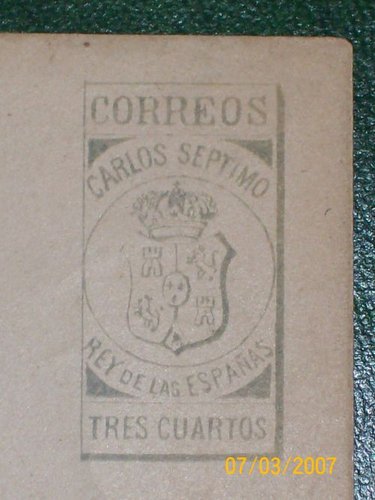 CORREOS
CARLOS SEPTIMO
REY DE LAS ESPAÑAS
TRES CUARTOS
07/03/2007